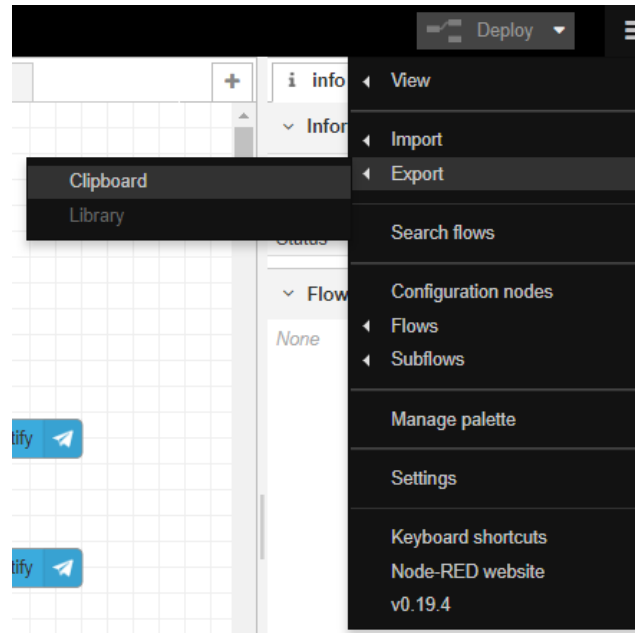 Deploy
+
i info
Infor
Status
Flow
None
View
Import
Export
Clipboard
Library
Search flows
Configuration nodes
Flows
Subflows
Manage palette
Settings
Keyboard shortcuts
Node-RED website
v0.19.4
tify
tify